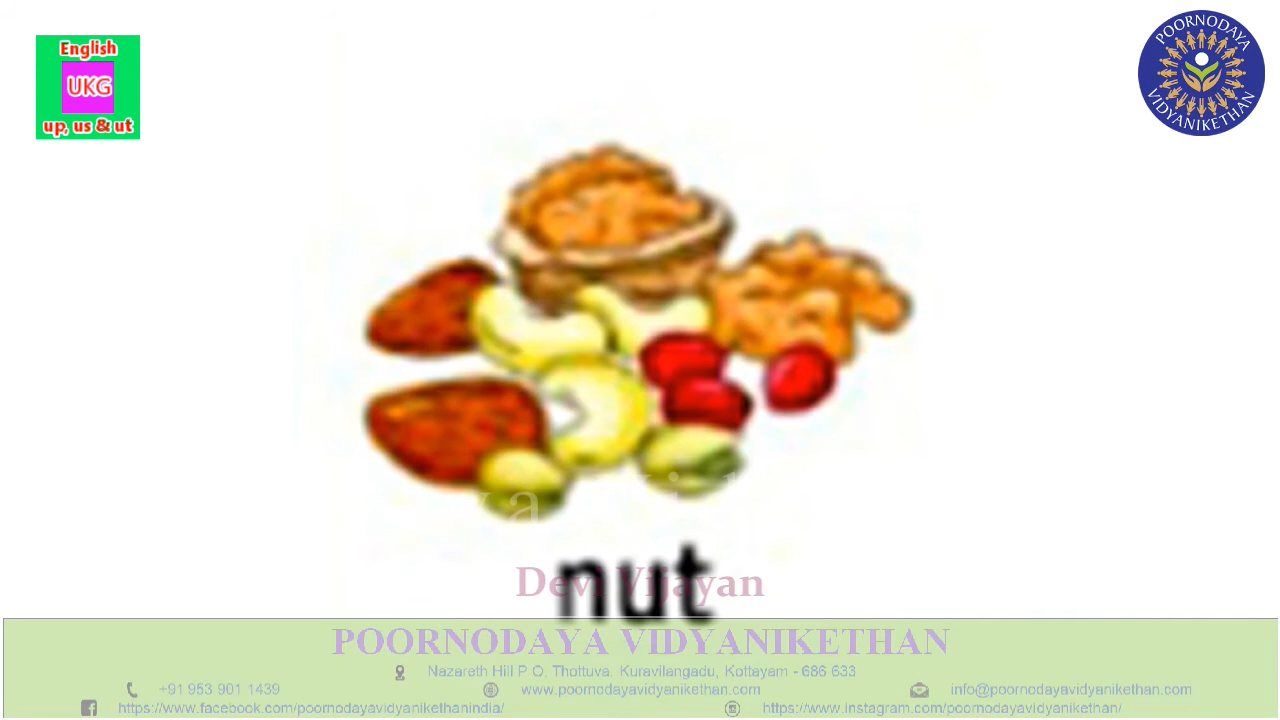 English
UKG
up, us & ut
POORNODAYA
VIDYANIKETHAN
nut
Devi Vijayan
POORNODAYA VIDYANIKETHAN
Nazareth Hill P O, Thottuva, Kuravilangadu, Kottayam - 686 633
+91 953 901 1439
www.poornodayavidyanikethan.com
info@poornodayavidyanikethan.com
https://www.facebook.com/poornodayavidyanikethanindia/
https://www.instagram.com/poornodayavidyanikethan/